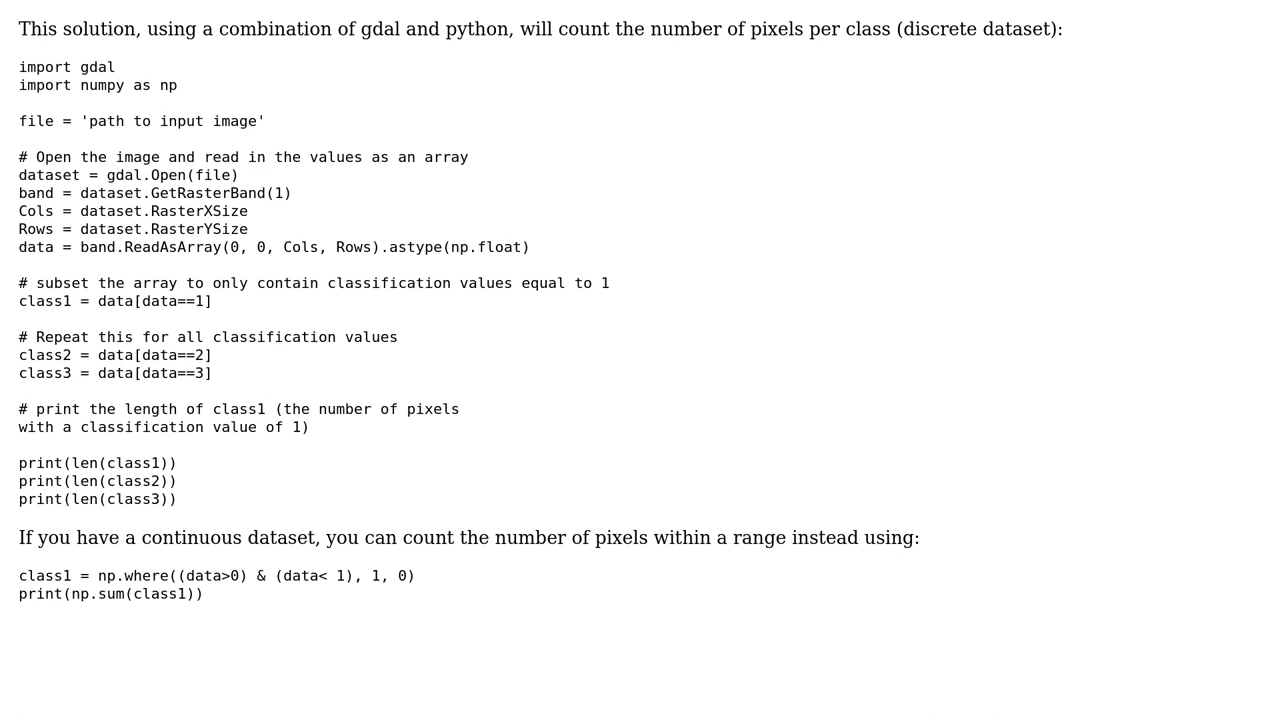 This solution, using a combination of gdal and python, will count the number of pixels per class (discrete dataset):
import gdal
import numpy as np
file = 'path to input image'
# Open the image and read in the values as an array
dataset = gdal.Open(file)
band = dataset.GetRasterBand(1)
Cols = dataset.RasterXSize
Rows = dataset.RasterYSize
data = band.ReadAsArray(0, 0, Cols, Rows).astype(np.float)
# subset the array to only contain classification values equal to 1
class1 = data[data==1]
# Repeat this for all classification values
class2 = data[data==2]
class3 = data[data==3]
# print the length of class1 (the number of pixels
with a classification value of 1)
print(len(class1))
print(len(class2))
print(len(class3))
If you have a continuous dataset, you can count the number of pixels within a range instead using:
class1 = np.where((data>0) & (data< 1), 1, 0)
print(np.sum(class1))